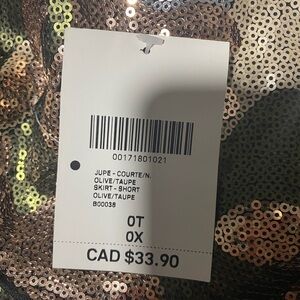 00171801021
JUPE - COURTE/N.
OLIVE/TAUPE
SKIRT - SHORT
OLIVE/TAUPE
B00038
0T
0X
CAD $33.90